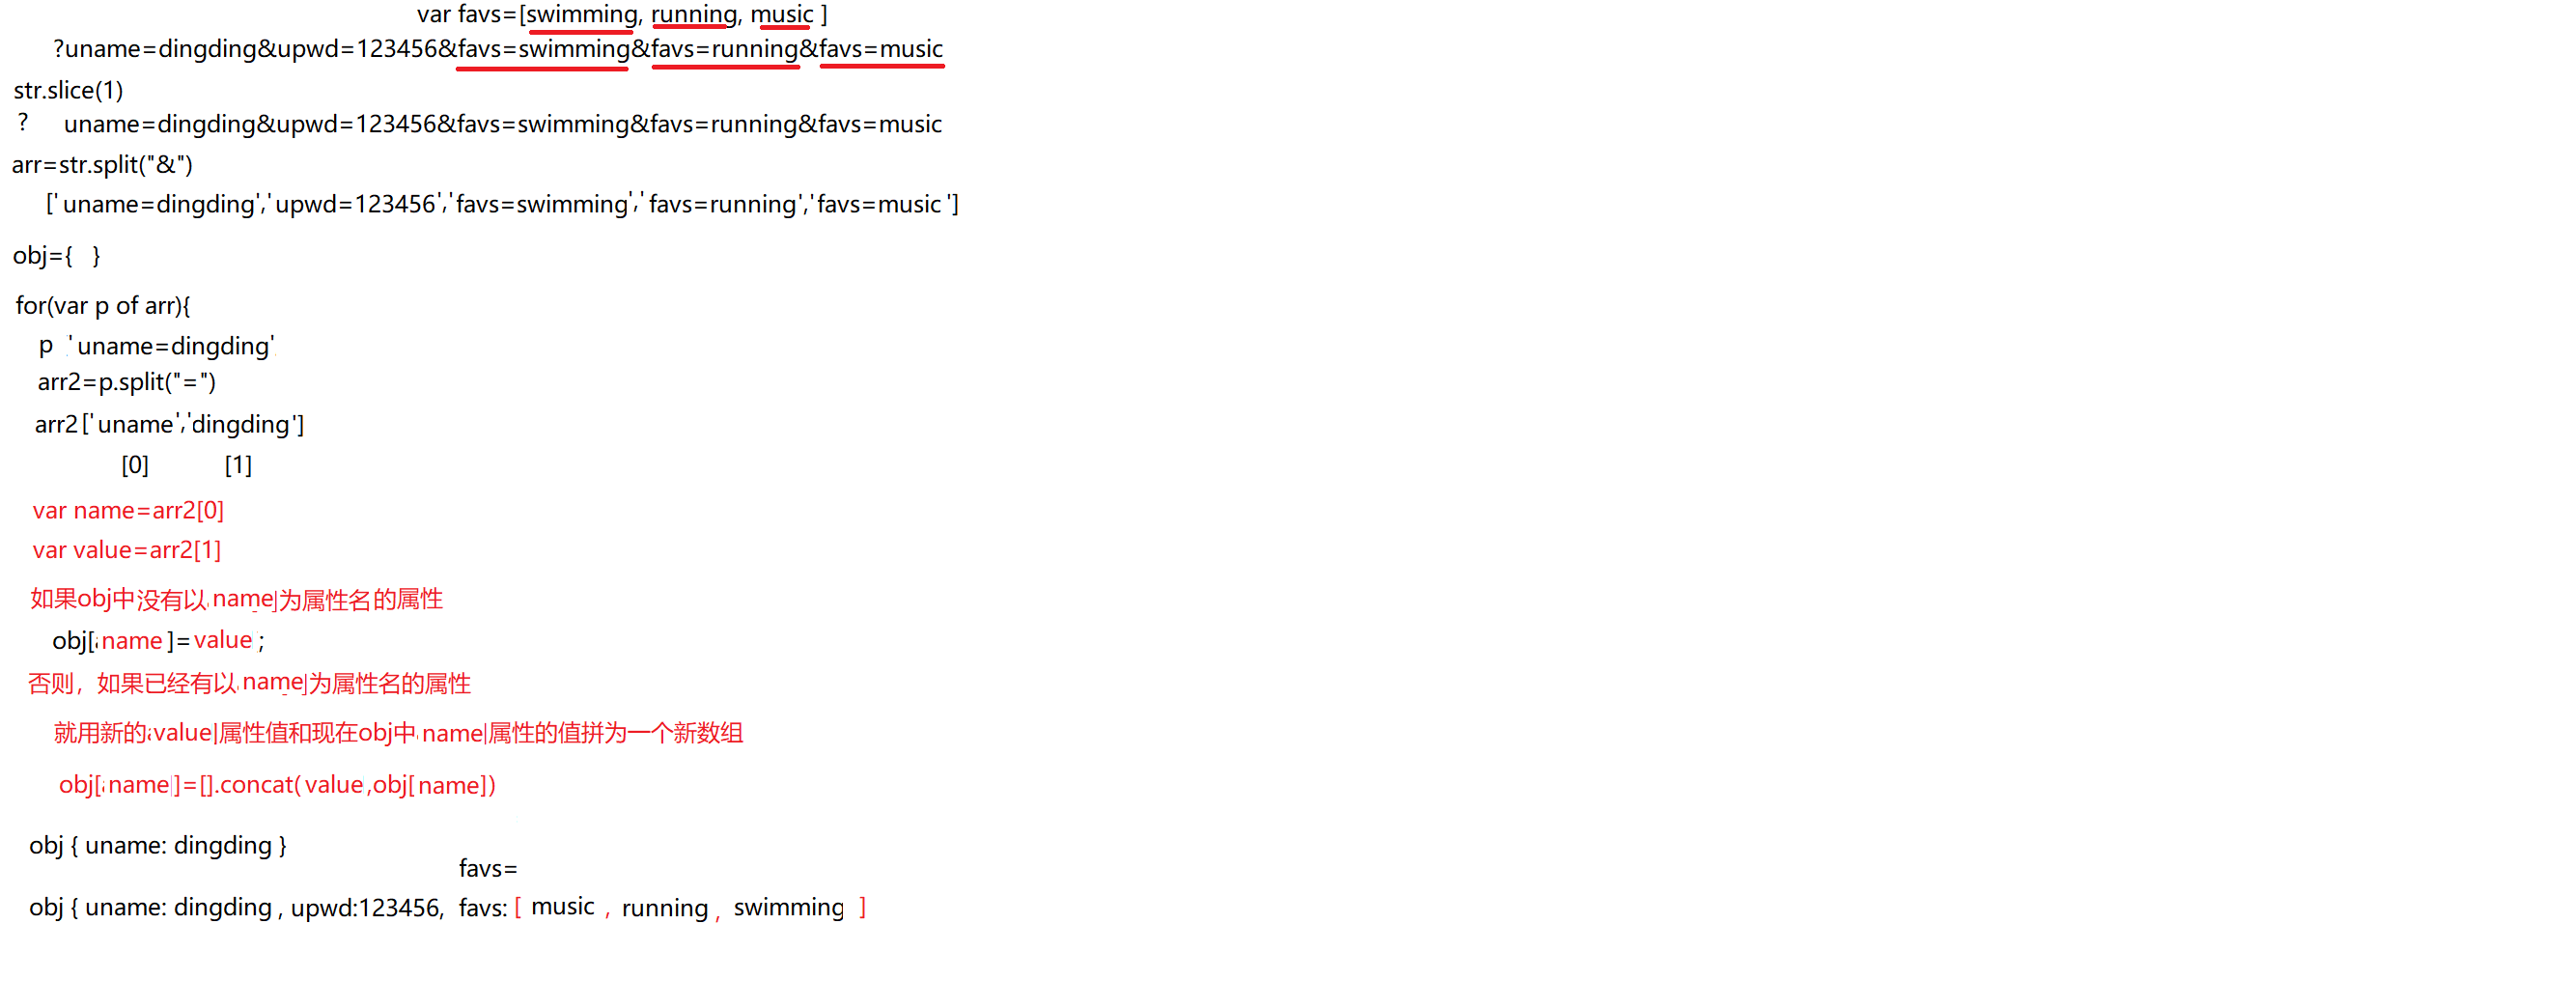 var favs=[swimming, running, music ]
?uname=dingding&upwd=123456&favs=swimming&favs=running&favs=music
str.slice(1)
? uname=dingding&upwd=123456&favs=swimming&favs=running&favs=music
arr=str.split("&")
['uname=dingding','upwd=123456','favs=swimming','favs=running','favs=music']
obj={ }
for(var p of arr){
p 'uname=dingding'
arr2=p.split("=")
arr2['uname','dingding']
[0] [1]
var name=arr2[0]
var value=arr2[1]
如果obj中没有以name为属性名的属性
obj[name]=value;
否则，如果已经有以name为属性名的属性
就用新的value属性值和现在obj中name属性的值拼为一个新数组
obj[name]=[].concat(value,obj[name])
obj { uname: dingding }
favs=
obj { uname: dingding , upwd:123456, favs: [ music , running , swimming ]